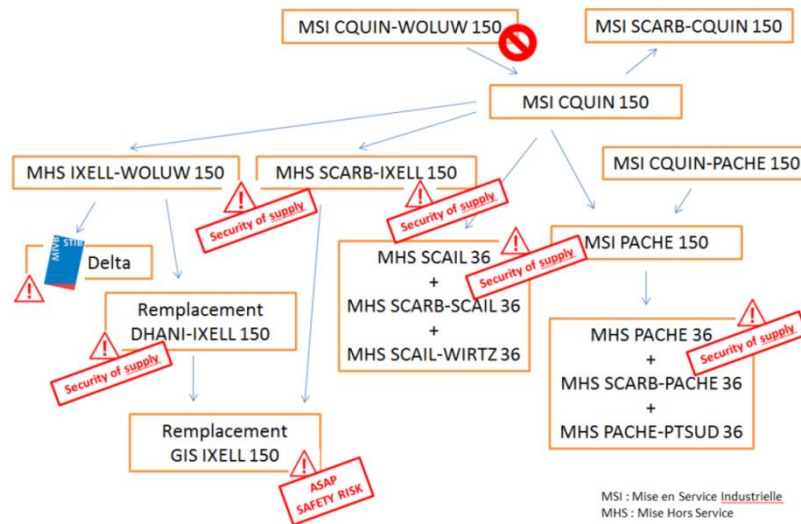 MSI CQUIN-WOLUW 150
MSI SCARB-CQUIN 150
MSI CQUIN 150
MHS IXELL-WOLUW 150
MHS SCARB-IXELL 150
MSI CQUIN-PACHE 150
!
Security of supply
!
Security of supply
!
Security of supply
MSI PACHE 150
MIVB
STIB
Delta
!
MHS SCAIL 36
+
MHS SCARB-SCAIL 36
+
MHS SCAIL-WIRTZ 36
Remplacement
DHANI-IXELL 150
!
Security of supply
!
Security of supply
MHS PACHE 36
+
MHS SCARB-PACHE 36
+
MHS PACHE-PTSUD 36
Remplacement
GIS IXELL 150
!
ASAP
SAFETY RISK
MSI : Mise en Service Industrielle
MHS : Mise Hors Service